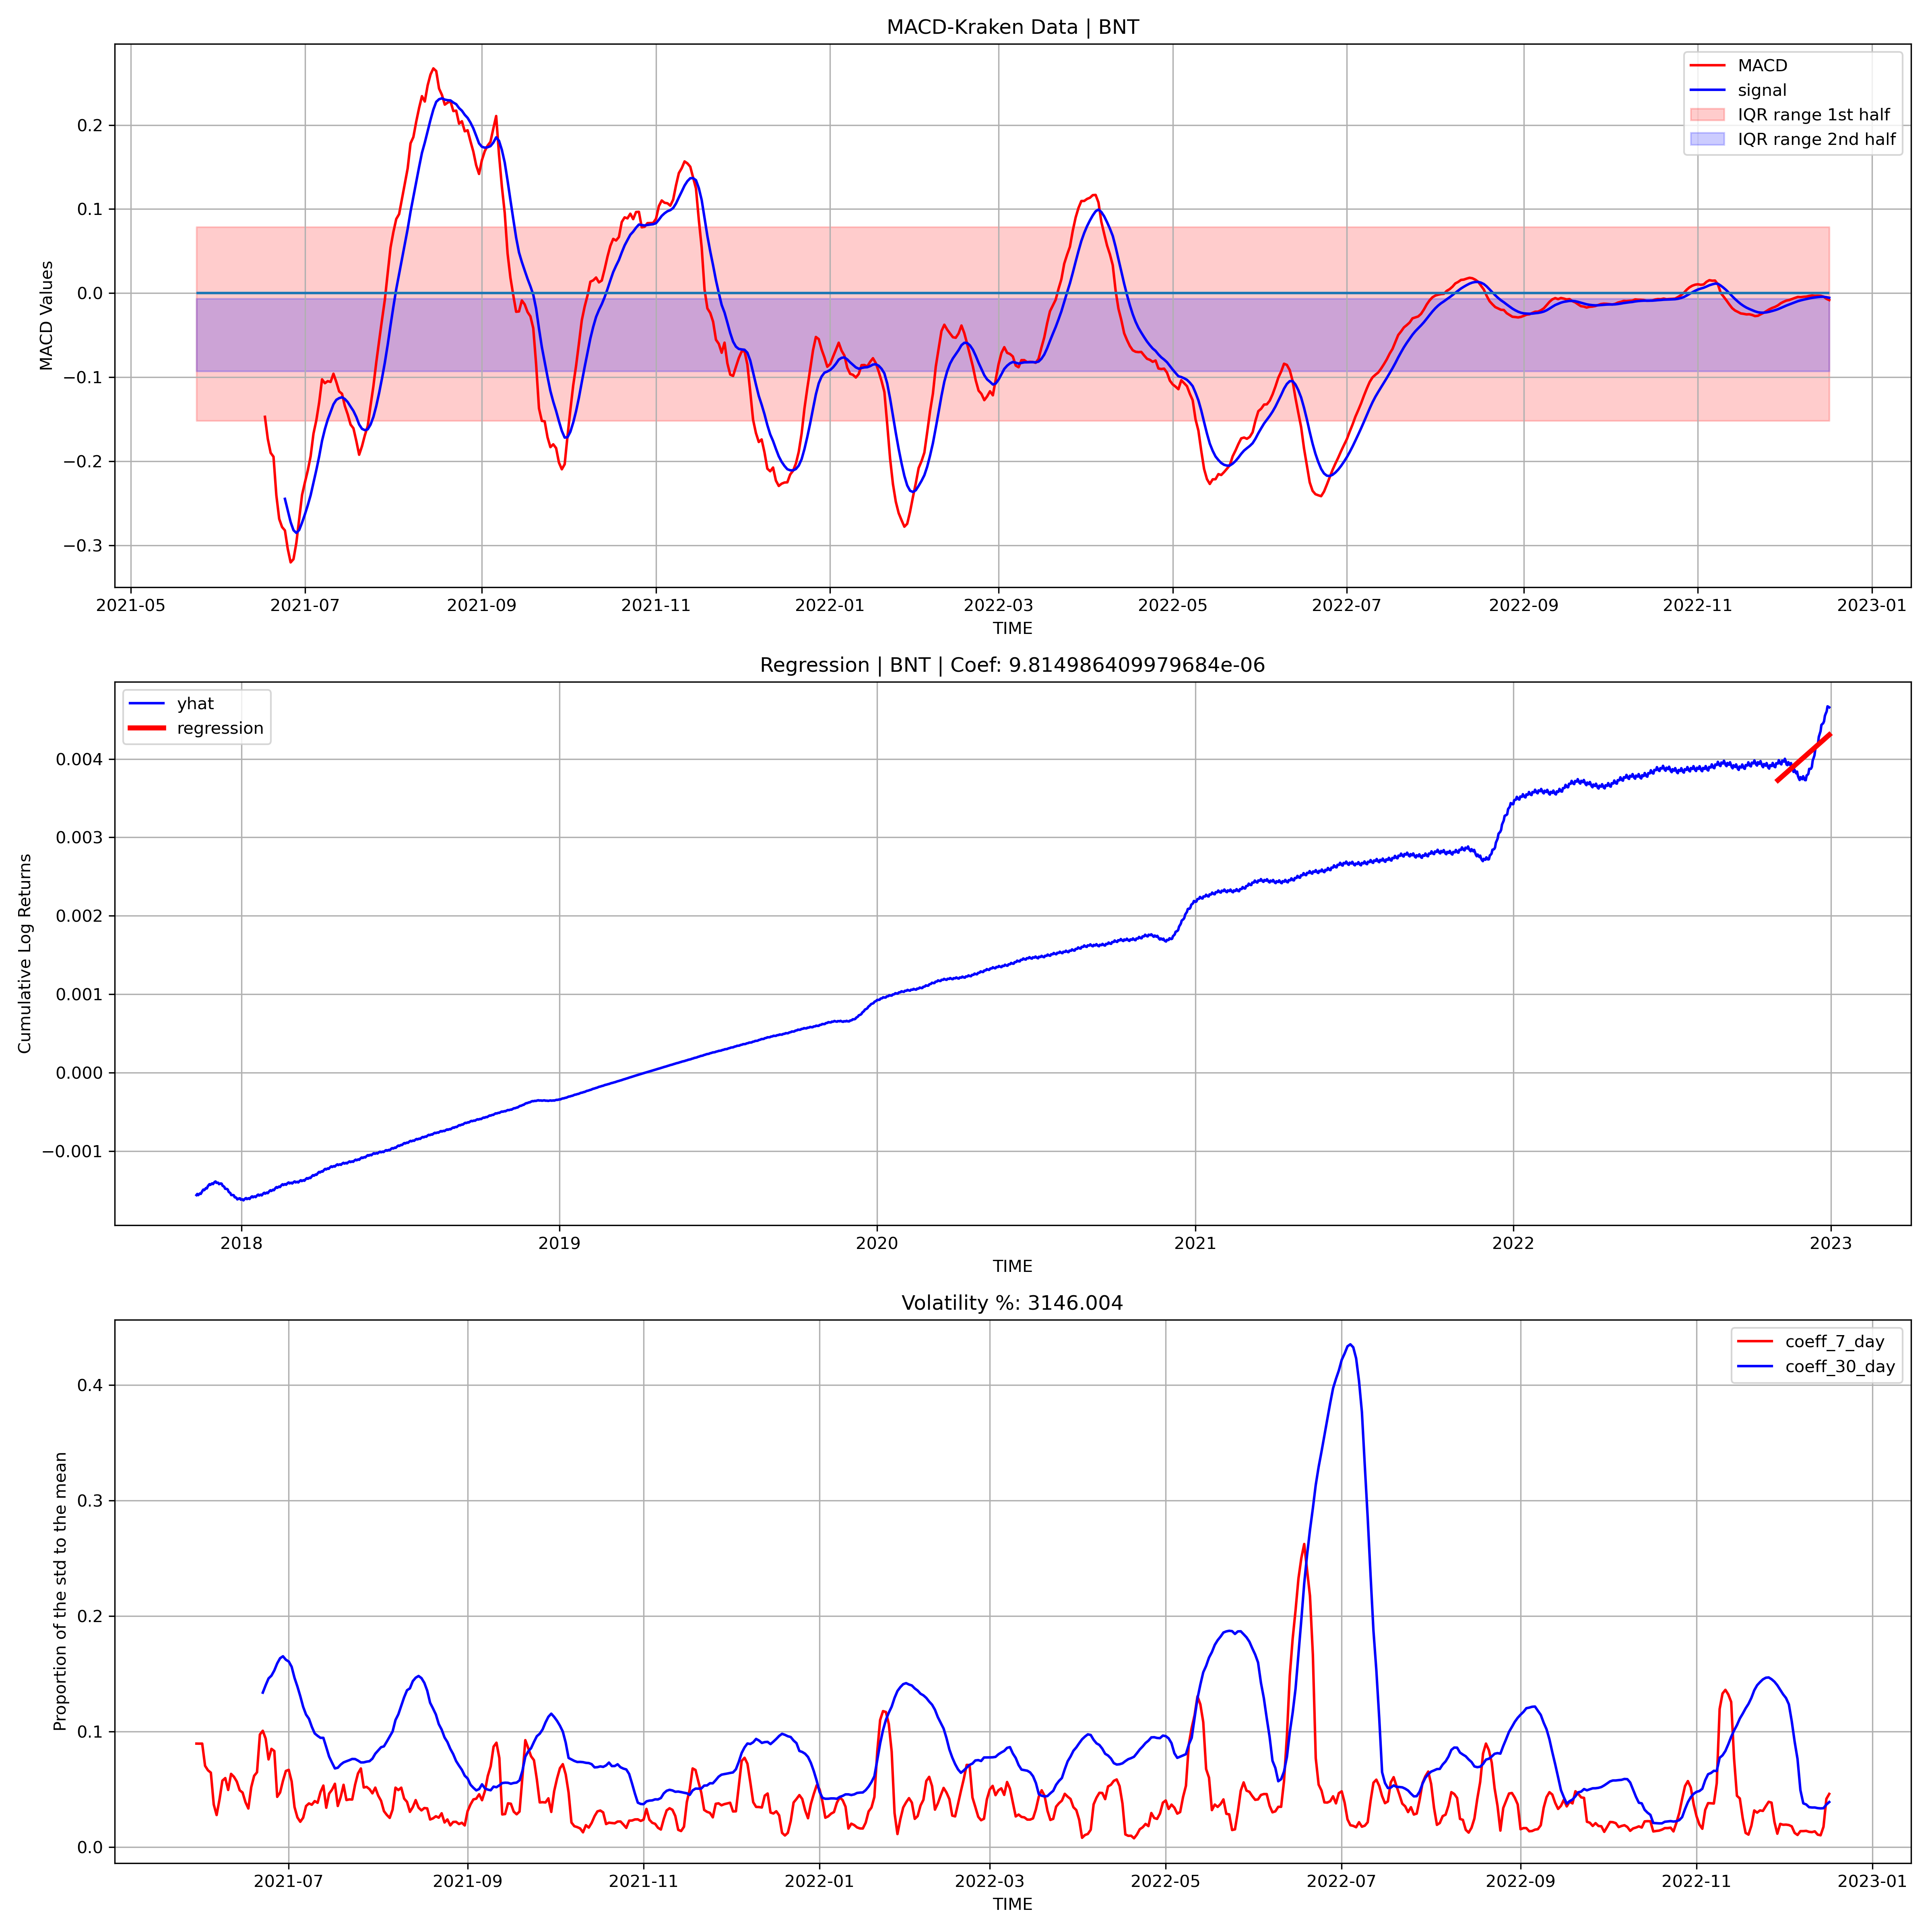 MACD-Kraken Data | BNT
MACD
signal
IQR range 1st half
IQR range 2nd half
MACD Values
0.2
0.1
0.0
−0.1
−0.2
−0.3
2021-05 2021-07 2021-09 2021-11 2022-01 2022-03 2022-05 2022-07 2022-09 2022-11 2023-01
TIME
Regression | BNT | Coef: 9.814986409979684e-06
yhat
regression
Cumulative Log Returns
0.004
0.003
0.002
0.001
0.000
−0.001
2018 2019 2020 2021 2022 2023
TIME
Volatility %: 3146.004
coeff_7_day
coeff_30_day
Proportion of the std to the mean
0.4
0.3
0.2
0.1
0.0
2021-07 2021-09 2021-11 2022-01 2022-03 2022-05 2022-07 2022-09 2022-11 2023-01
TIME